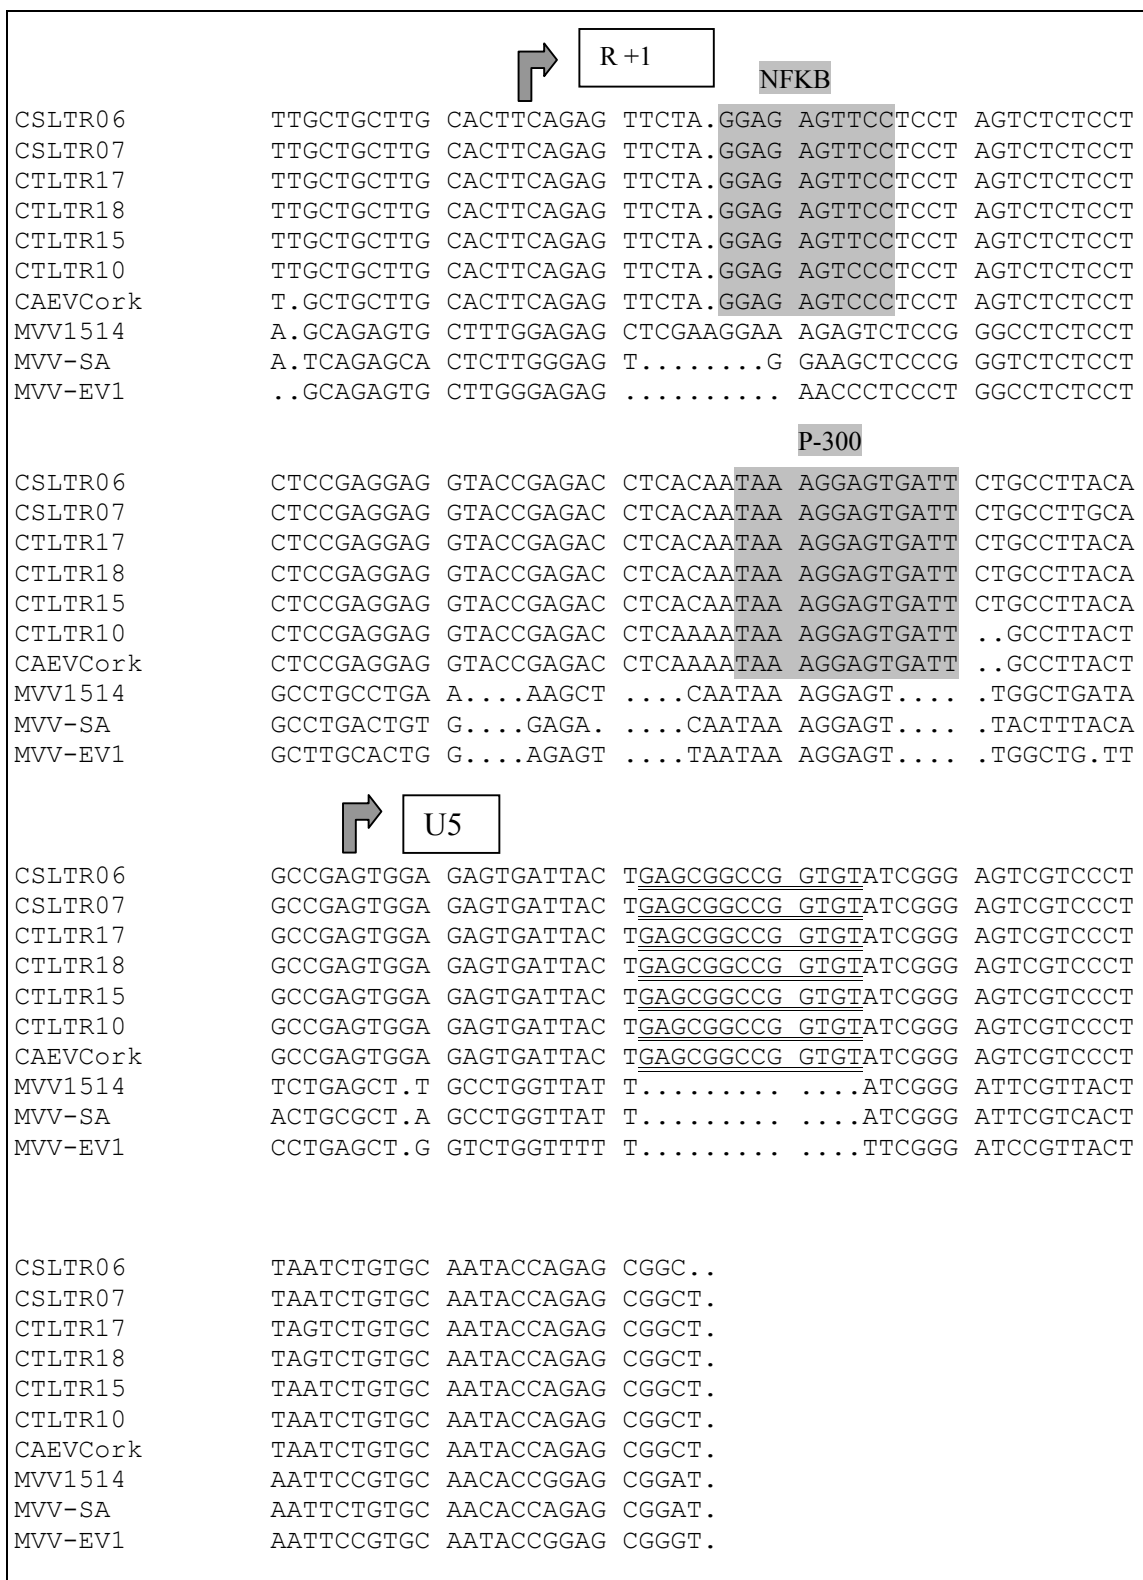 R +1
NFKB
CSLTR06 TTGCTGCTTG CACTTCAGAG TTCTA.GGAG AGTTCCTCCT AGTCTCTCCT
CSLTR07 TTGCTGCTTG CACTTCAGAG TTCTA.GGAG AGTTCCTCCT AGTCTCTCCT
CTLTR17 TTGCTGCTTG CACTTCAGAG TTCTA.GGAG AGTTCCTCCT AGTCTCTCCT
CTLTR18 TTGCTGCTTG CACTTCAGAG TTCTA.GGAG AGTTCCTCCT AGTCTCTCCT
CTLTR15 TTGCTGCTTG CACTTCAGAG TTCTA.GGAG AGTTCCTCCT AGTCTCTCCT
CTLTR10 TTGCTGCTTG CACTTCAGAG TTCTA.GGAG AGTCCCTCCT AGTCTCTCCT
CAEVCork T.GCTGCTTG CACTTCAGAG TTCTA.GGAG AGTCCCTCCT AGTCTCTCCT
MVV1514 A.GCAGAGTG CTTTGGAGAG CTCGAAGGAA AGAGTCTCCG GGCCTCTCCT
MVV-SA A.TCAGAGCA CTCTTGGGAG T........G GAAGCTCCCG GGTCTCTCCT
MVV-EV1 ..GCAGAGTG CTTGGGAGAG .......... AACCCTCCCT GGCCTCTCCT
P-300
CSLTR06 CTCCGAGGAG GTACCGAGAC CTCACAATAA AGGAGTGATT CTGCCTTACA
CSLTR07 CTCCGAGGAG GTACCGAGAC CTCACAATAA AGGAGTGATT CTGCCTTGCA
CTLTR17 CTCCGAGGAG GTACCGAGAC CTCACAATAA AGGAGTGATT CTGCCTTACA
CTLTR18 CTCCGAGGAG GTACCGAGAC CTCACAATAA AGGAGTGATT CTGCCTTACA
CTLTR15 CTCCGAGGAG GTACCGAGAC CTCACAATAA AGGAGTGATT CTGCCTTACA
CTLTR10 CTCCGAGGAG GTACCGAGAC CTCAAAATAA AGGAGTGATT ..GCCTTACT
CAEVCork CTCCGAGGAG GTACCGAGAC CTCAAAATAA AGGAGTGATT ..GCCTTACT
MVV1514 GCCTGCCTGA A....AAGCT ....CAATAA AGGAGT.... .TGGCTGATA
MVV-SA GCCTGACTGT G....GAGA. ....CAATAA AGGAGT.... .TACTTTACA
MVV-EV1 GCTTGCACTG G....AGAGT ....TAATAA AGGAGT.... .TGGCTG.TT
U5
CSLTR06 GCCGAGTGGA GAGTGATTAC TGAGCGGCCG GTGTATCGGG AGTCGTCCCT
CSLTR07 GCCGAGTGGA GAGTGATTAC TGAGCGGCCG GTGTATCGGG AGTCGTCCCT
CTLTR17 GCCGAGTGGA GAGTGATTAC TGAGCGGCCG GTGTATCGGG AGTCGTCCCT
CTLTR18 GCCGAGTGGA GAGTGATTAC TGAGCGGCCG GTGTATCGGG AGTCGTCCCT
CTLTR15 GCCGAGTGGA GAGTGATTAC TGAGCGGCCG GTGTATCGGG AGTCGTCCCT
CTLTR10 GCCGAGTGGA GAGTGATTAC TGAGCGGCCG GTGTATCGGG AGTCGTCCCT
CAEVCork GCCGAGTGGA GAGTGATTAC TGAGCGGCCG GTGTATCGGG AGTCGTCCCT
MVV1514 TCTGAGCT.T GCCTGGTTAT T......... ....ATCGGG ATTCGTTACT
MVV-SA ACTGCGCT.A GCCTGGTTAT T......... ....ATCGGG ATTCGTCACT
MVV-EV1 CCTGAGCT.G GTCTGGTTTT T......... ....TTCGGG ATCCGTTACT
CSLTR06 TAATCTGTGC AATACCAGAG CGGC..
CSLTR07 TAATCTGTGC AATACCAGAG CGGCT.
CTLTR17 TAGTCTGTGC AATACCAGAG CGGCT.
CTLTR18 TAGTCTGTGC AATACCAGAG CGGCT.
CTLTR15 TAATCTGTGC AATACCAGAG CGGCT.
CTLTR10 TAATCTGTGC AATACCAGAG CGGCT.
CAEVCork TAATCTGTGC AATACCAGAG CGGCT.
MVV1514 AATTCCGTGC AACACCGGAG CGGAT.
MVV-SA AATTCTGTGC AACACCAGAG CGGAT.
MVV-EV1 AATTCCGTGC AATACCGGAG CGGGT.